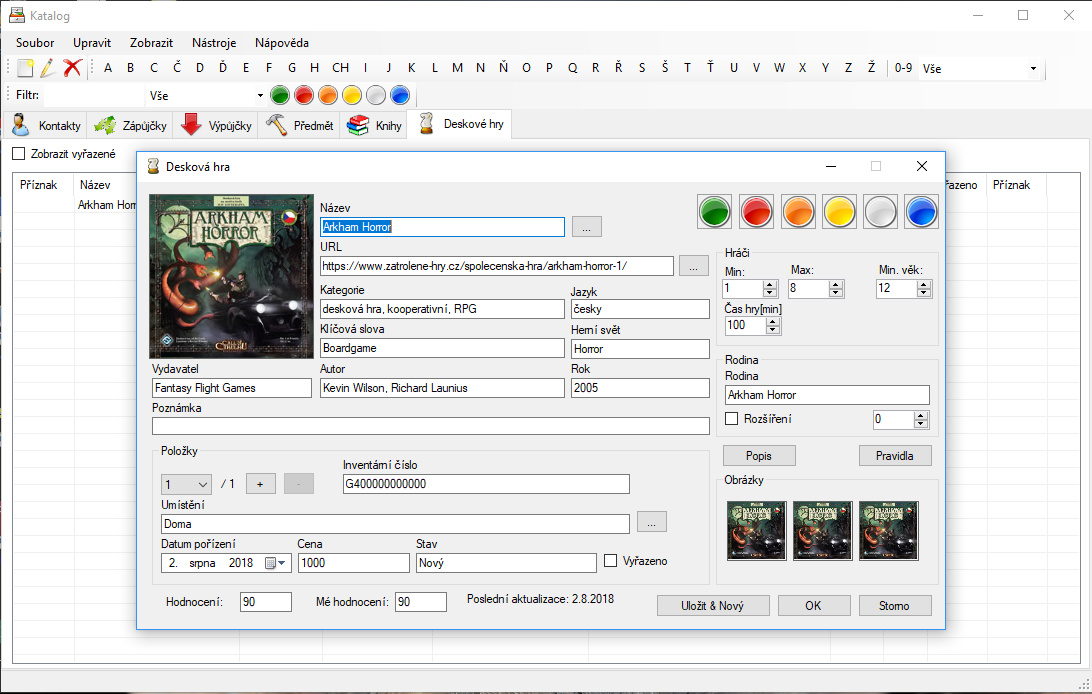 Katalog
Soubor Upravit Zobrazit Nástroje Nápověda
A B C Č D Ď E F G H CH I J K L M N Ň O P Q R Ř S Š T Ť U V W X Y Z Ž 0-9 Vše
Filtr: Vše
Kontakty Zápůjčky Výpůjčky Předmět Knihy Deskové hry
Zobrazit vyřazené
Příznak Název Příznak
Desková hra
ARKHAM HORROR
Název
Arkham Horror ...
URL
https://www.zatrolene-hry.cz/spolecenska-hra/arkham-horror-1/ ...
Kategorie Jazyk
desková hra, kooperativní, RPG česky
Klíčová slova Herní svět
Boardgame Horror
Vydavatel Autor Rok
Fantasy Flight Games Kevin Wilson, Richard Launius 2005
Poznámka
Položky
1 / 1 + -
Inventární číslo
G400000000000
Umístění
Doma ...
Datum pořízení Cena Stav
2. srpna 2018 1000 Nový Vyřazeno
Hodnocení: 90 Mé hodnocení: 90 Poslední aktualizace: 2.8.2018
Hráči
Min: Max: Min. věk:
1 8 12
Čas hry[min]
100
Rodina
Rodina
Arkham Horror
Rozšíření 0
Popis Pravidla
Obrázky
Uložit & Nový OK Storno